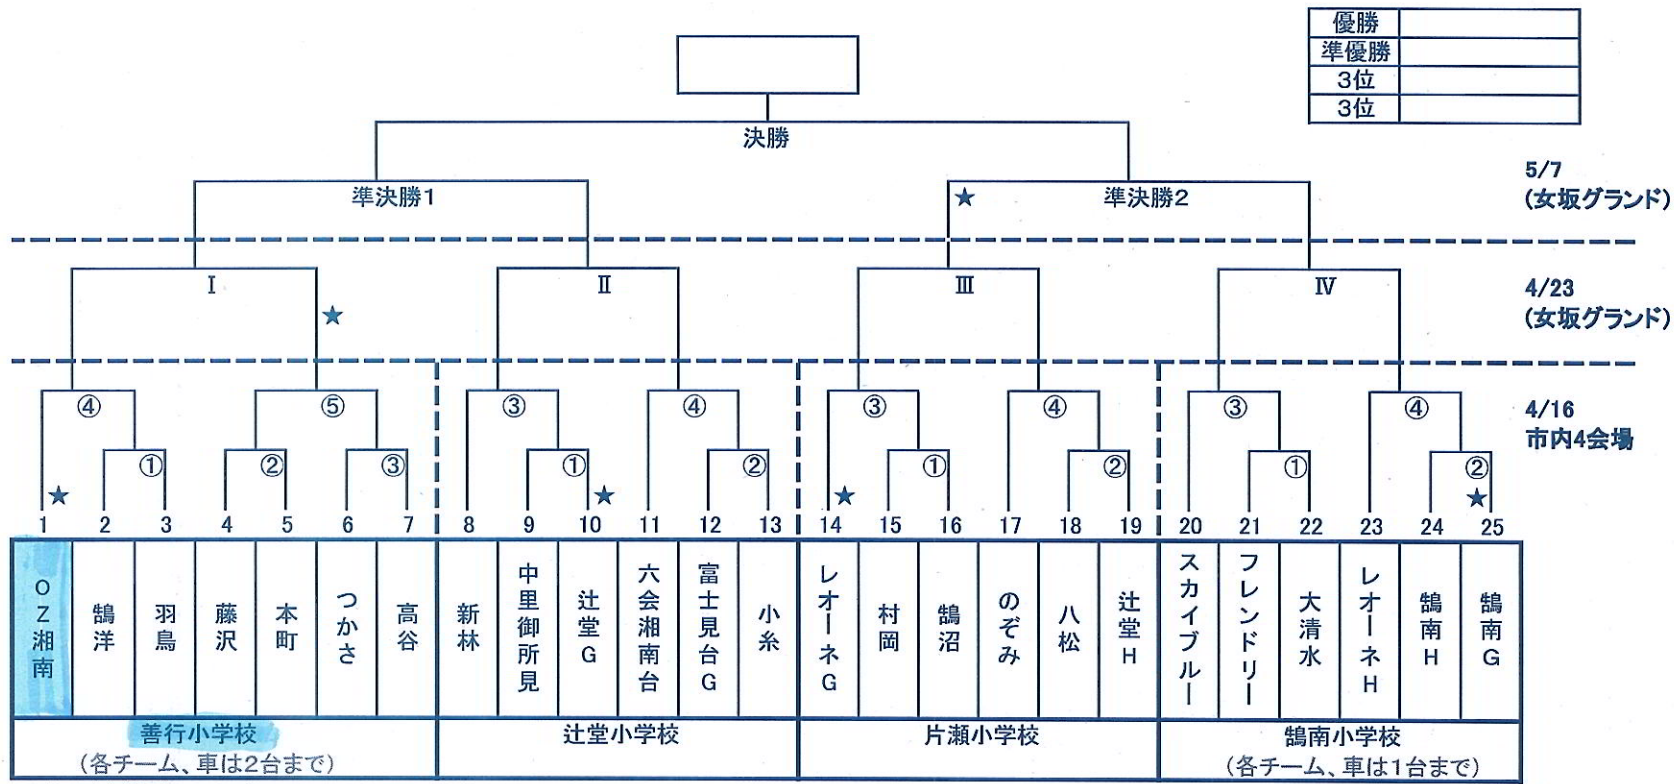 優勝
準優勝
3位
3位
決勝
5/7
(女坂グランド)
準決勝1
★ 準決勝2
Ⅰ
Ⅱ
Ⅲ
Ⅳ
4/23
(女坂グランド)
★
④ ⑤ ③ ④ ③ ④ ③ ④
4/16
市内4会場
① ② ③ ① ② ① ② ① ②
★ ★ ★ ★
1 2 3 4 5 6 7 8 9 10 11 12 13 14 15 16 17 18 19 20 21 22 23 24 25
OZ湘南
鵠洋
羽鳥
藤沢
本町
つかさ
高谷
新林
中里御所見
辻堂G
六会湘南台
富士見台G
小糸
レオーネG
村岡
鵠沼
のぞみ
八松
辻堂H
スカイブルー
フレンドリー
大清水
レオーネH
鵠南H
鵠南G
善行小学校
(各チーム、車は2台まで)
辻堂小学校
片瀬小学校
鵠南小学校
(各チーム、車は1台まで)